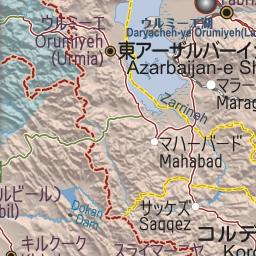 ウルミーエ
Orumiyeh
(Urmia)
ウルミーエ湖
Daryacheh-ye Orumiyeh(La
東アーザルバーイ
Azarbaijan-e Sh
マラー
Marag
Zarrineh
マハーバード
Mahabad
ルビール)
bil)
Dokan
Dam
サッケズ
Saqqez
コルデ
Kor
キルクーク
スライマーニーヤ